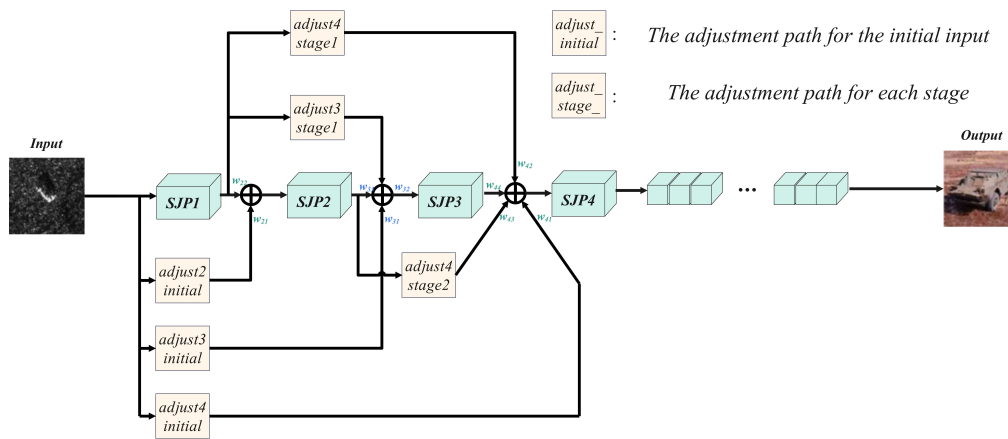 adjust4
stage1
adjust_
initial
:
The adjustment path for the initial input
adjust3
stage1
adjust_
stage_
:
The adjustment path for each stage
Input
Output
w42
SJP1
w22
SJP2
w32
SJP3
w44
SJP4
...
w21
w31
w43
w41
adjust2
initial
adjust4
stage2
adjust3
initial
adjust4
initial